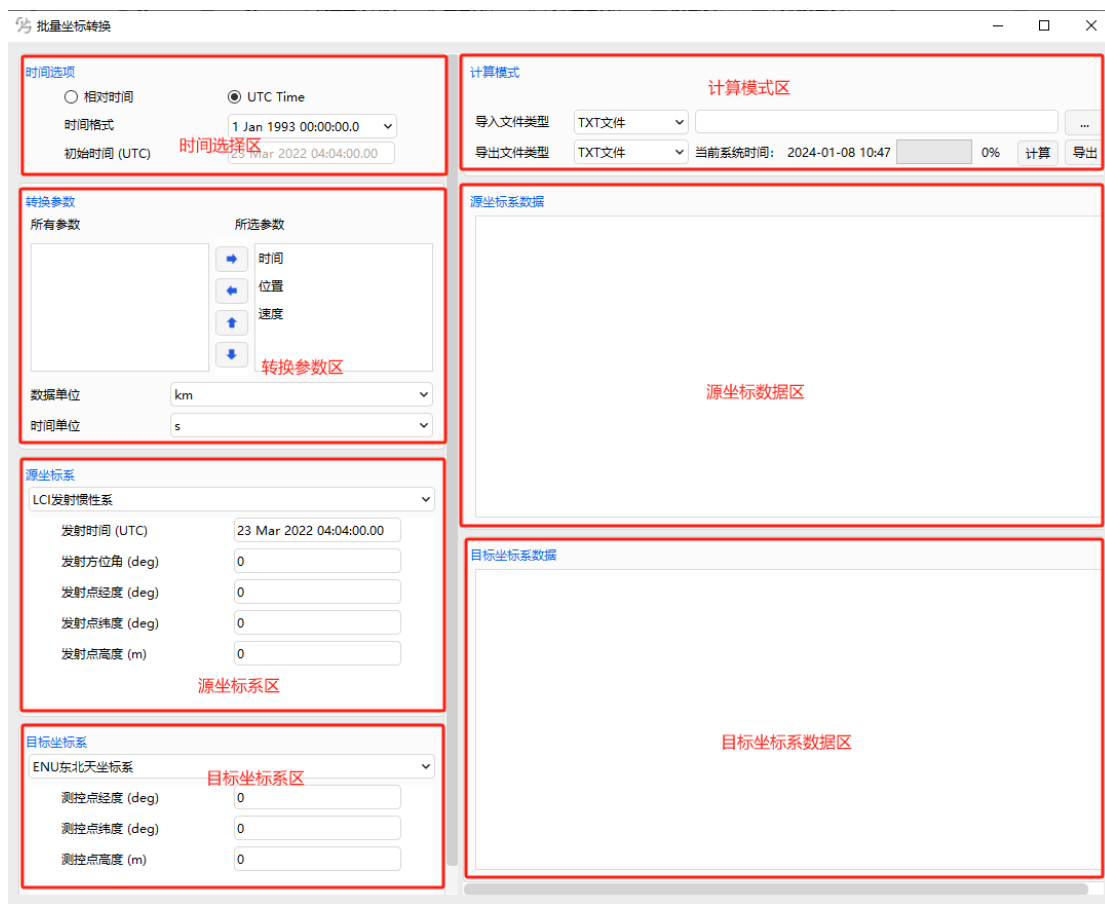 批量坐标转换
时间选项
相对时间 UTC Time
时间格式 1 Jan 1993 00:00:00.0
初始时间 (UTC) 23 Mar 2022 04:04:00.00
时间选择区
转换参数
所有参数 所选参数
时间
位置
速度
转换参数区
数据单位 km
时间单位 s
源坐标系
LCI发射惯性系
发射时间 (UTC) 23 Mar 2022 04:04:00.00
发射方位角 (deg) 0
发射点经度 (deg) 0
发射点纬度 (deg) 0
发射点高度 (m) 0
源坐标系区
目标坐标系
ENU东北天坐标系
目标坐标系区
测控点经度 (deg) 0
测控点纬度 (deg) 0
测控点高度 (m) 0
计算模式
计算模式区
导入文件类型 TXT文件 ...
导出文件类型 TXT文件 当前系统时间： 2024-01-08 10:47 0% 计算 导出
源坐标系数据
源坐标数据区
目标坐标系数据
目标坐标系数据区